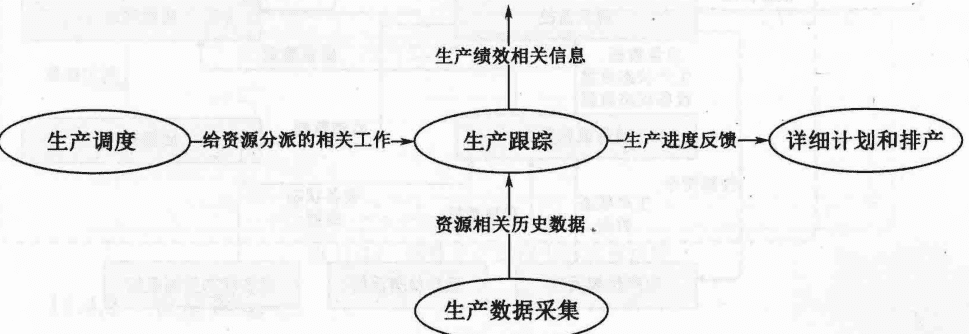 生产绩效相关信息
生产调度
给资源分派的相关工作
生产跟踪
生产进度反馈
详细计划和排产
资源相关历史数据
生产数据采集